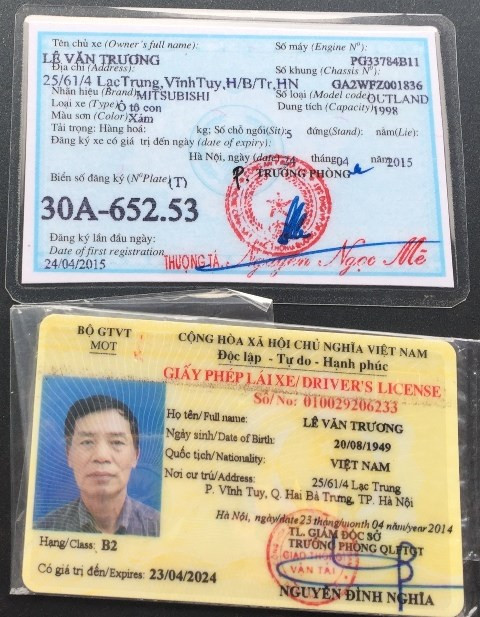 Tên chủ xe (Owner's full name):
LÊ VĂN TRƯƠNG
Số máy (Engine Nº):
PG33784B11
Địa chỉ (Address):
25/61/4 LạcTrung,VĩnhTuy,H/B/Tr,HN
Số khung (Chassis Nº):
GA2WFZ001836
Nhãn hiệu (Brand): MITSUBISHI
Số loại (Model code): OUTLAND
Loại xe (Type) Ô tô con
Dung tích (Capacity) 1998
Màu sơn (Color) Xám
Tải trọng: Hàng hoá: kg; Số chỗ ngồi(Sit): 5 đứng(Stand): nằm(Lie):
Đăng ký xe có giá trị đến ngày (date of expiry):
Hà Nội, ngày (date) 24 tháng 04 năm 2015
Biển số đăng ký (NºPlate) (T)
P. TRƯỞNG PHÒNG
30A-652.53
Đăng ký lần đầu ngày:
Date of first registration
24/04/2015
THƯỢNG TÁ. Nguyễn Ngọc Mê
BỘ GTVT
MOT
CỘNG HÒA XÃ HỘI CHỦ NGHĨA VIỆT NAM
Độc lập - Tự do - Hạnh phúc
GIẤY PHÉP LÁI XE/DRIVER'S LICENSE
Số/No: 010029206233
Họ tên/Full name: LÊ VĂN TRƯƠNG
Ngày sinh/Date of Birth: 20/08/1949
Quốc tịch/Nationality: VIỆT NAM
Nơi cư trú/Address: 25/61/4 Lạc Trung
P. Vĩnh Tuy, Q. Hai Bà Trưng, TP. Hà Nội
Hà Nội, ngày/date 23 tháng/month 04 năm/year 2014
TL. GIÁM ĐỐC SỞ
TRƯỞNG PHÒNG QLPTGT
Hạng/Class: B2
GIAO THÔNG
VẬN TẢI
Có giá trị đến/Expires: 23/04/2024
NGUYỄN ĐÌNH NGHĨA